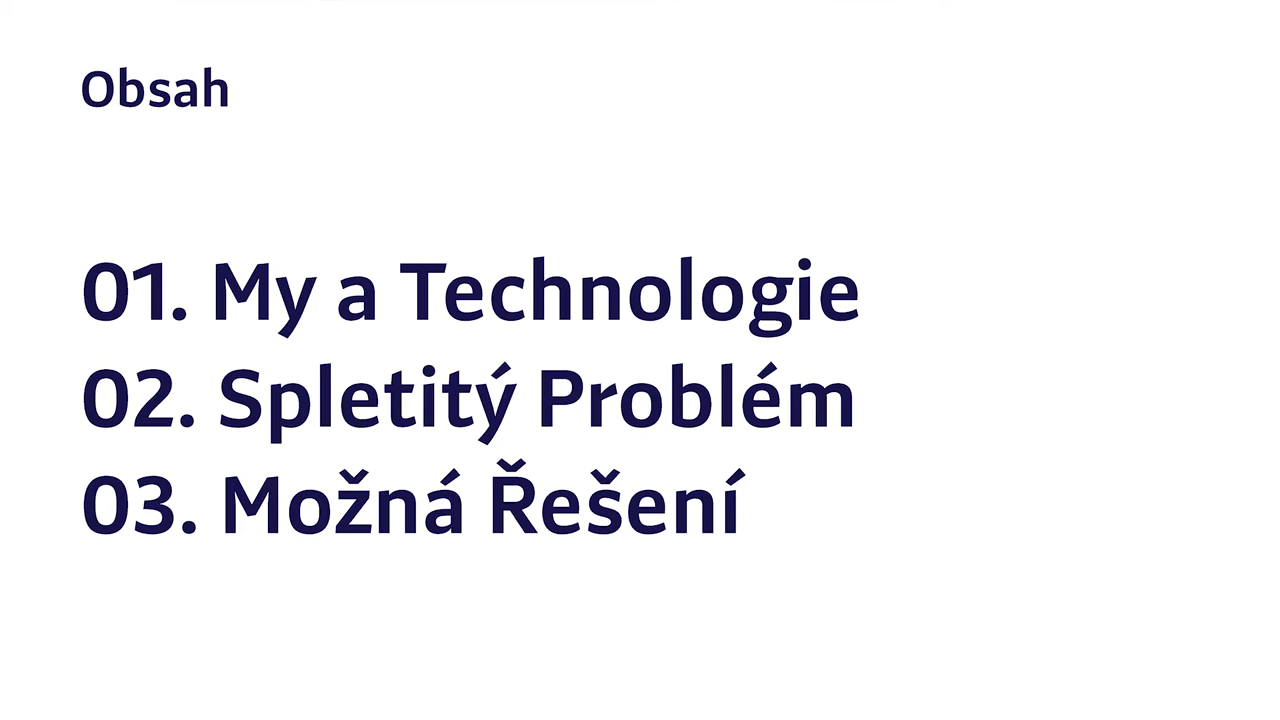 Obsah
01. My a Technologie
02. Spletitý Problém
03. Možná Řešení